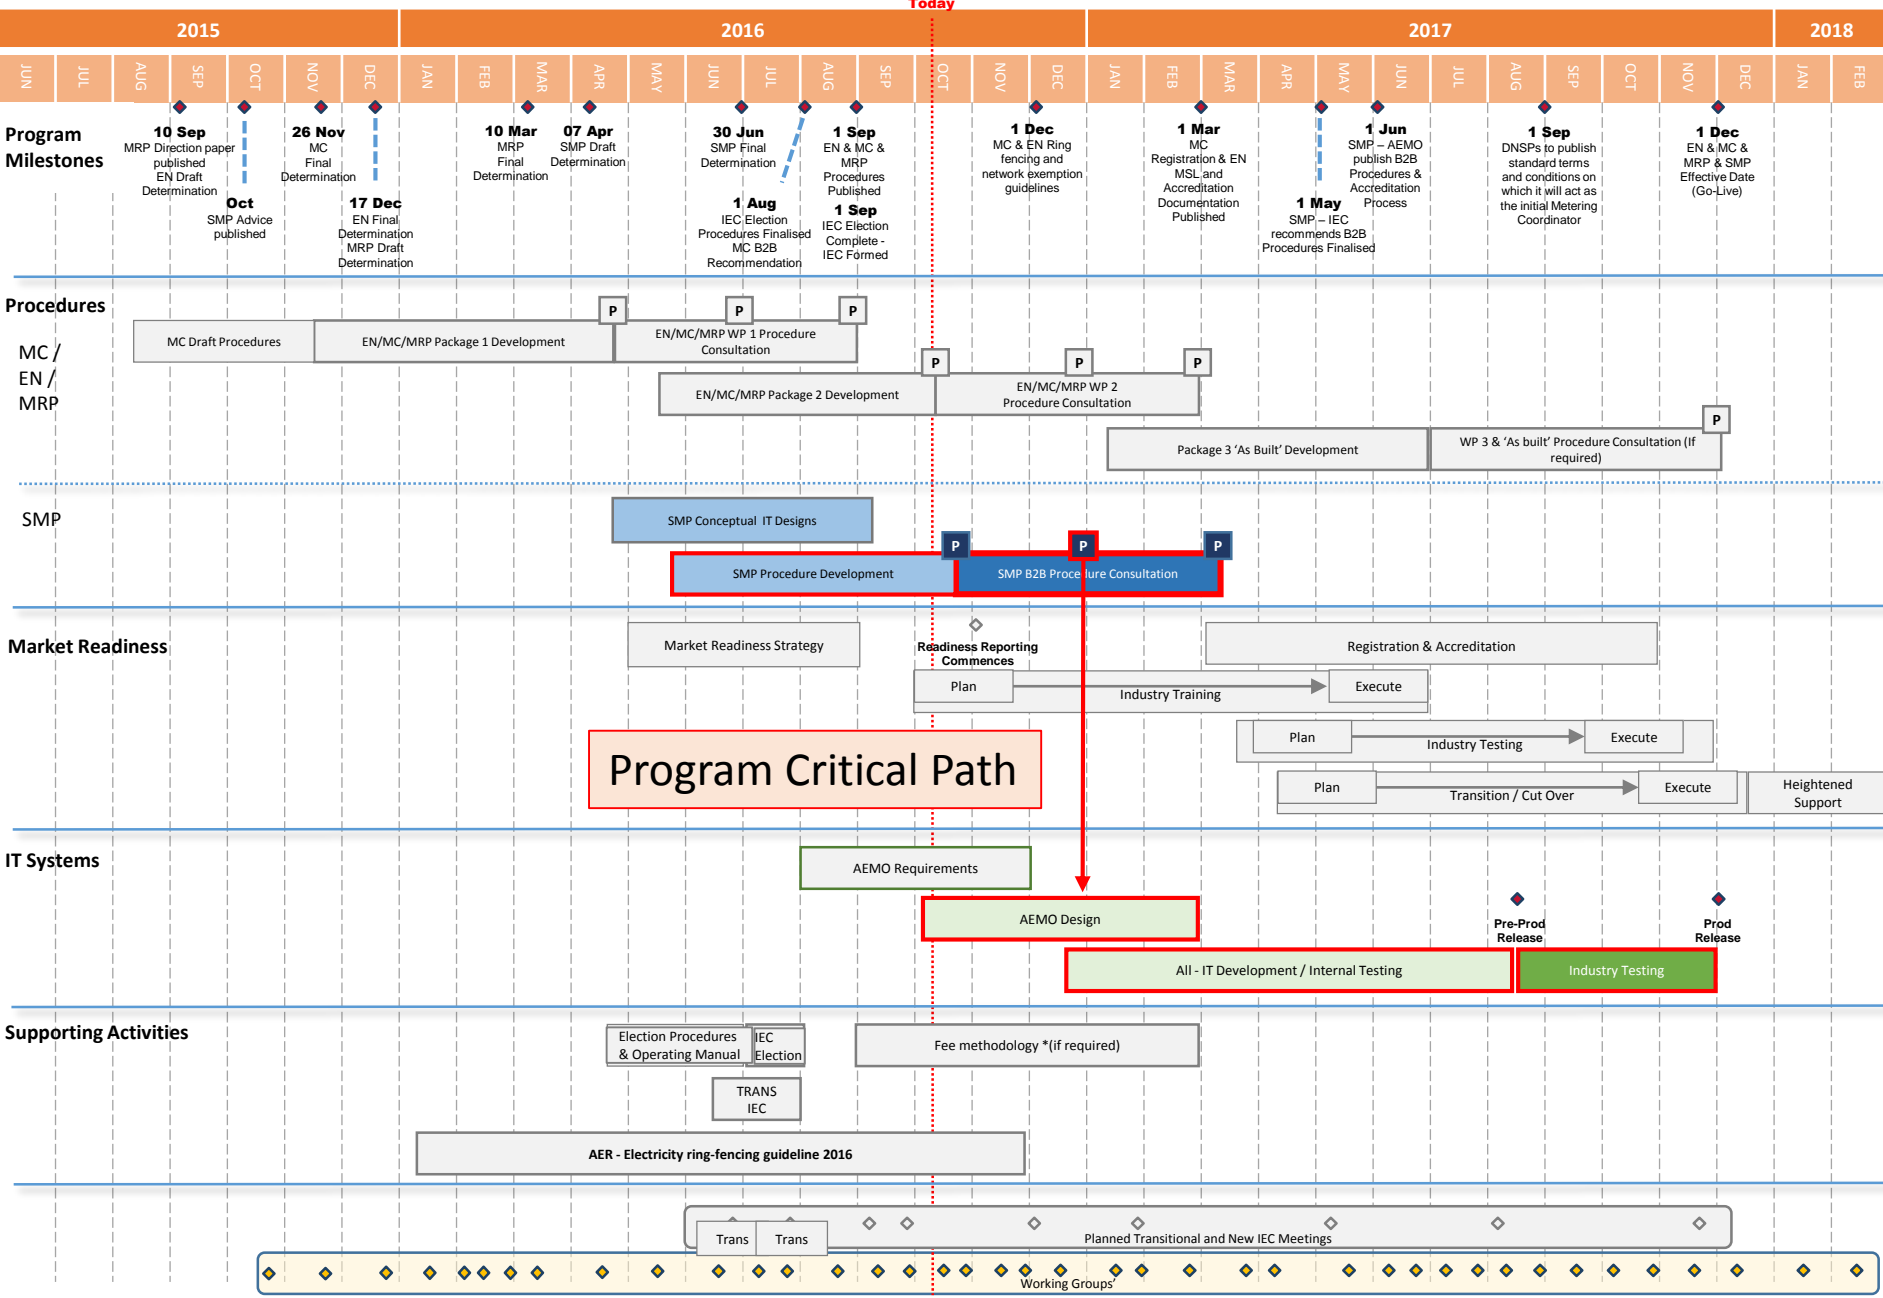 Today
2015
2016
2017
2018
JUN
JUL
AUG
SEP
OCT
NOV
DEC
JAN
FEB
MAR
APR
MAY
JUN
JUL
AUG
SEP
OCT
NOV
DEC
JAN
FEB
MAR
APR
MAY
JUN
JUL
AUG
SEP
OCT
NOV
DEC
JAN
FEB
Program
Milestones
10 Sep
MRP Direction paper
published
EN Draft
Determination
Oct
SMP Advice
published
26 Nov
MC
Final
Determination
17 Dec
EN Final
Determination
MRP Draft
Determination
10 Mar
MRP
Final
Determination
07 Apr
SMP Draft
Determination
30 Jun
SMP Final
Determination
1 Aug
IEC Election
Procedures Finalised
MC B2B
Recommendation
1 Sep
EN & MC &
MRP
Procedures
Published
1 Sep
IEC Election
Complete -
IEC Formed
1 Dec
MC & EN Ring
fencing and
network exemption
guidelines
1 Mar
MC
Registration & EN
MSL and
Accreditation
Documentation
Published
1 May
SMP – IEC
recommends B2B
Procedures Finalised
1 Jun
SMP – AEMO
publish B2B
Procedures &
Accreditation
Process
1 Sep
DNSPs to publish
standard terms
and conditions on
which it will act as
the initial Metering
Coordinator
1 Dec
EN & MC &
MRP & SMP
Effective Date
(Go-Live)
Procedures
MC /
EN /
MRP
P
P
P
MC Draft Procedures
EN/MC/MRP Package 1 Development
EN/MC/MRP WP 1 Procedure
Consultation
P
P
P
EN/MC/MRP Package 2 Development
EN/MC/MRP WP 2
Procedure Consultation
P
Package 3 ‘As Built’ Development
WP 3 & ‘As built’ Procedure Consultation (If
required)
SMP
SMP Conceptual IT Designs
P
P
P
SMP Procedure Development
SMP B2B Procedure Consultation
Market Readiness
Market Readiness Strategy
Readiness Reporting
Commences
Registration & Accreditation
Plan
Industry Training
Execute
Plan
Industry Testing
Execute
Program Critical Path
Plan
Transition / Cut Over
Execute
Heightened
Support
IT Systems
AEMO Requirements
AEMO Design
Pre-Prod
Release
Prod
Release
All - IT Development / Internal Testing
Industry Testing
Supporting Activities
Election Procedures
& Operating Manual
IEC
Election
Fee methodology *(if required)
TRANS
IEC
AER - Electricity ring-fencing guideline 2016
Trans
Trans
Planned Transitional and New IEC Meetings
Working Groups’